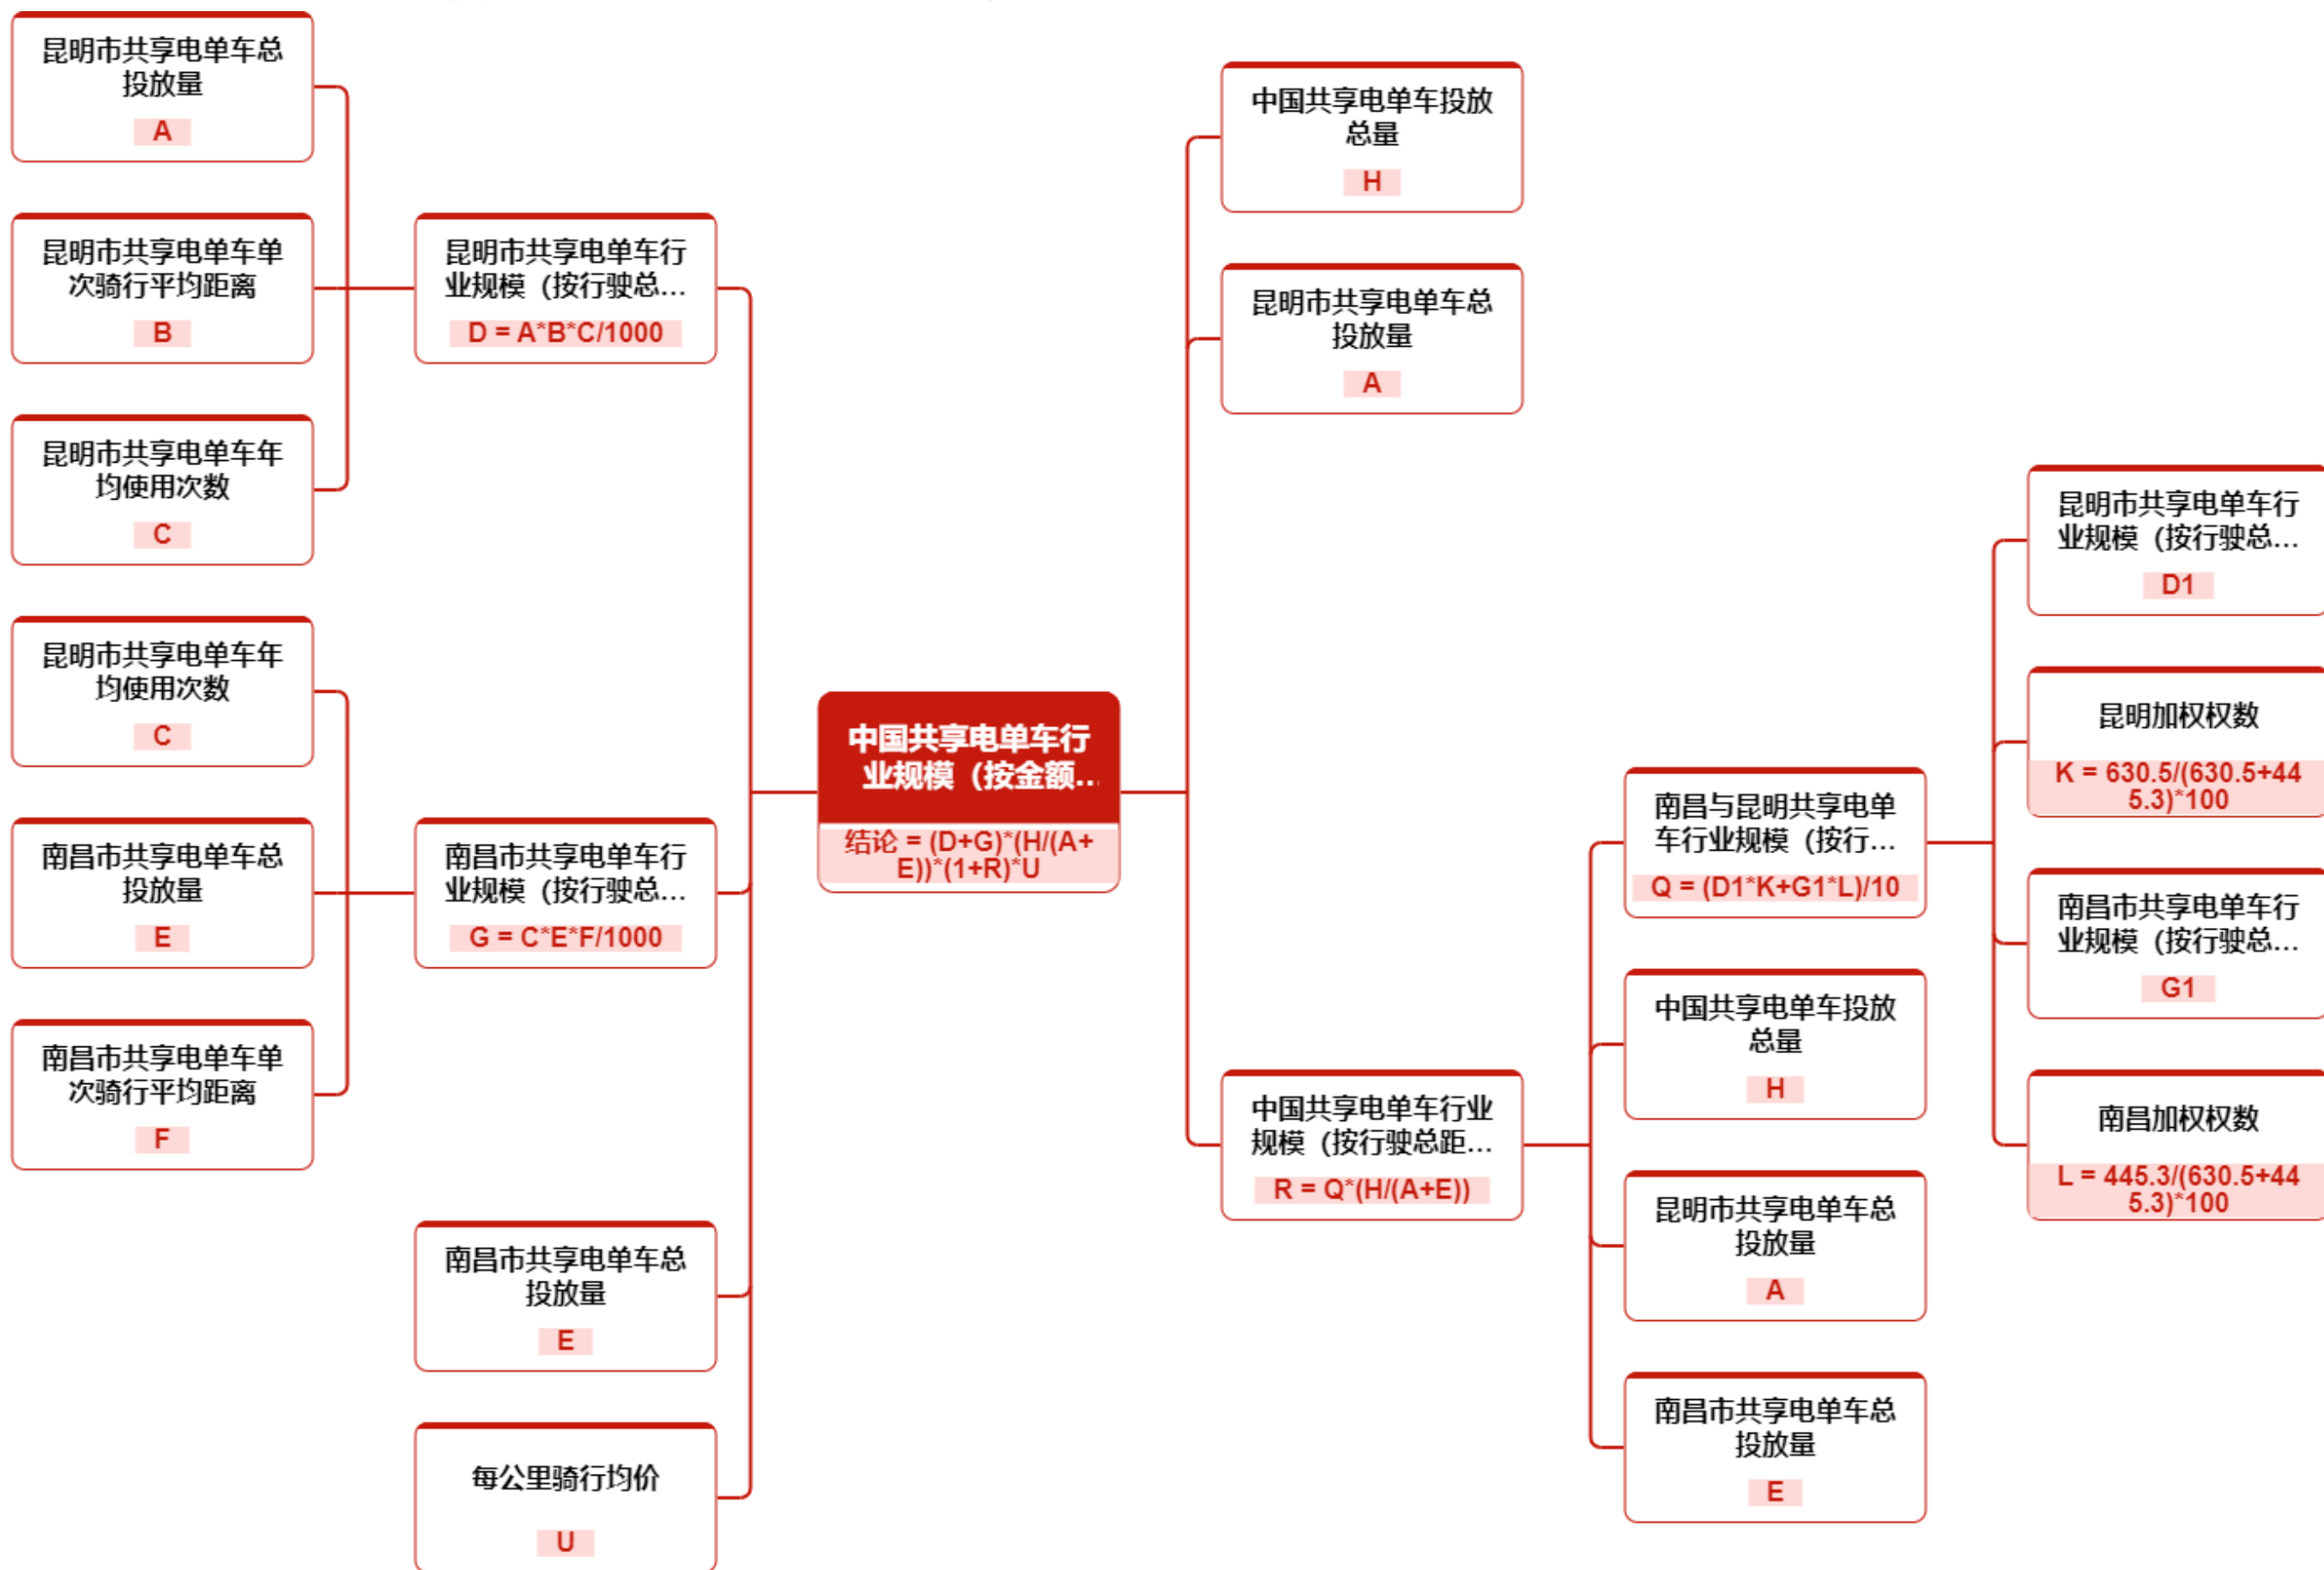 昆明市共享电单车总
投放量
A
昆明市共享电单车单
次骑行平均距离
B
昆明市共享电单车年
均使用次数
C
昆明市共享电单车年
均使用次数
C
南昌市共享电单车总
投放量
E
南昌市共享电单车单
次骑行平均距离
F
昆明市共享电单车行
业规模（按行驶总...
D = A*B*C/1000
南昌市共享电单车行
业规模（按行驶总...
G = C*E*F/1000
南昌市共享电单车总
投放量
E
每公里骑行均价
U
中国共享电单车行
业规模（按金额...
结论 = (D+G)*(H/(A+
E))*(1+R)*U
中国共享电单车投放
总量
H
昆明市共享电单车总
投放量
A
中国共享电单车行业
规模（按行驶总距...
R = Q*(H/(A+E))
南昌与昆明共享电单
车行业规模（按行...
Q = (D1*K+G1*L)/10
中国共享电单车投放
总量
H
昆明市共享电单车总
投放量
A
南昌市共享电单车总
投放量
E
昆明市共享电单车行
业规模（按行驶总...
D1
昆明加权权数
K = 630.5/(630.5+44
5.3)*100
南昌市共享电单车行
业规模（按行驶总...
G1
南昌加权权数
L = 445.3/(630.5+44
5.3)*100